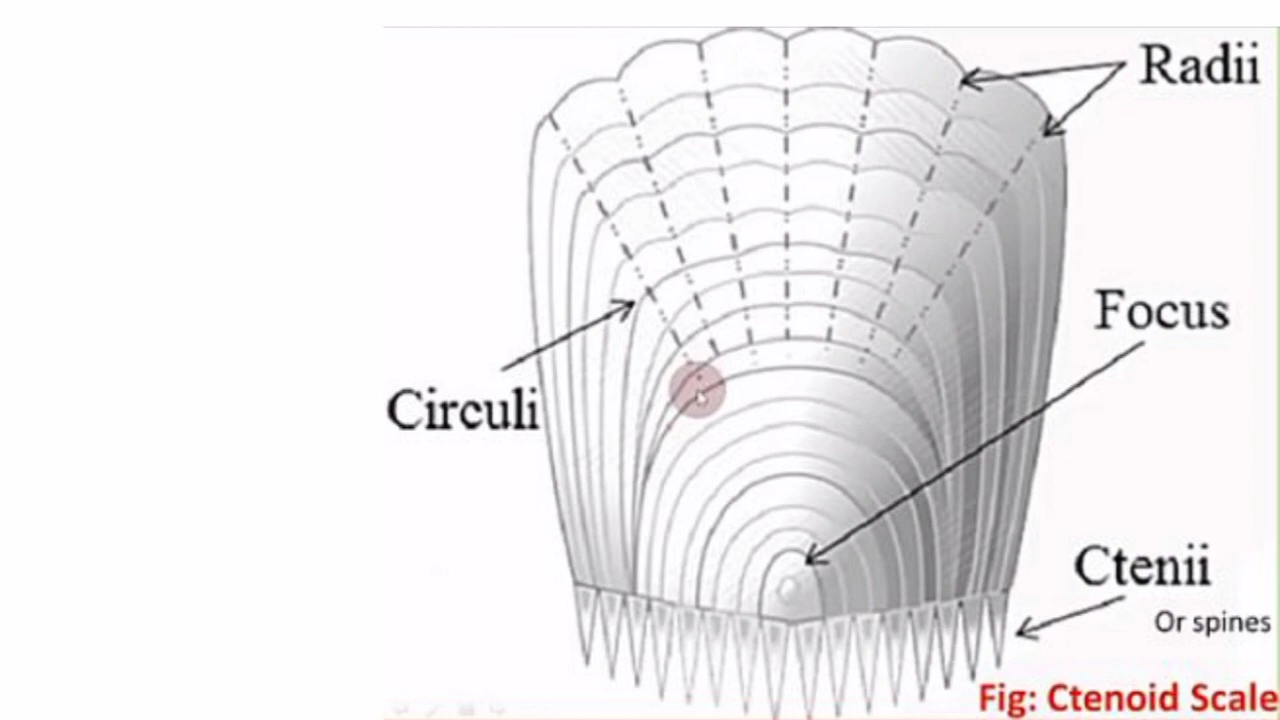 Radii
Focus
Circuli
Ctenii
Or spines
Fig: Ctenoid Scale